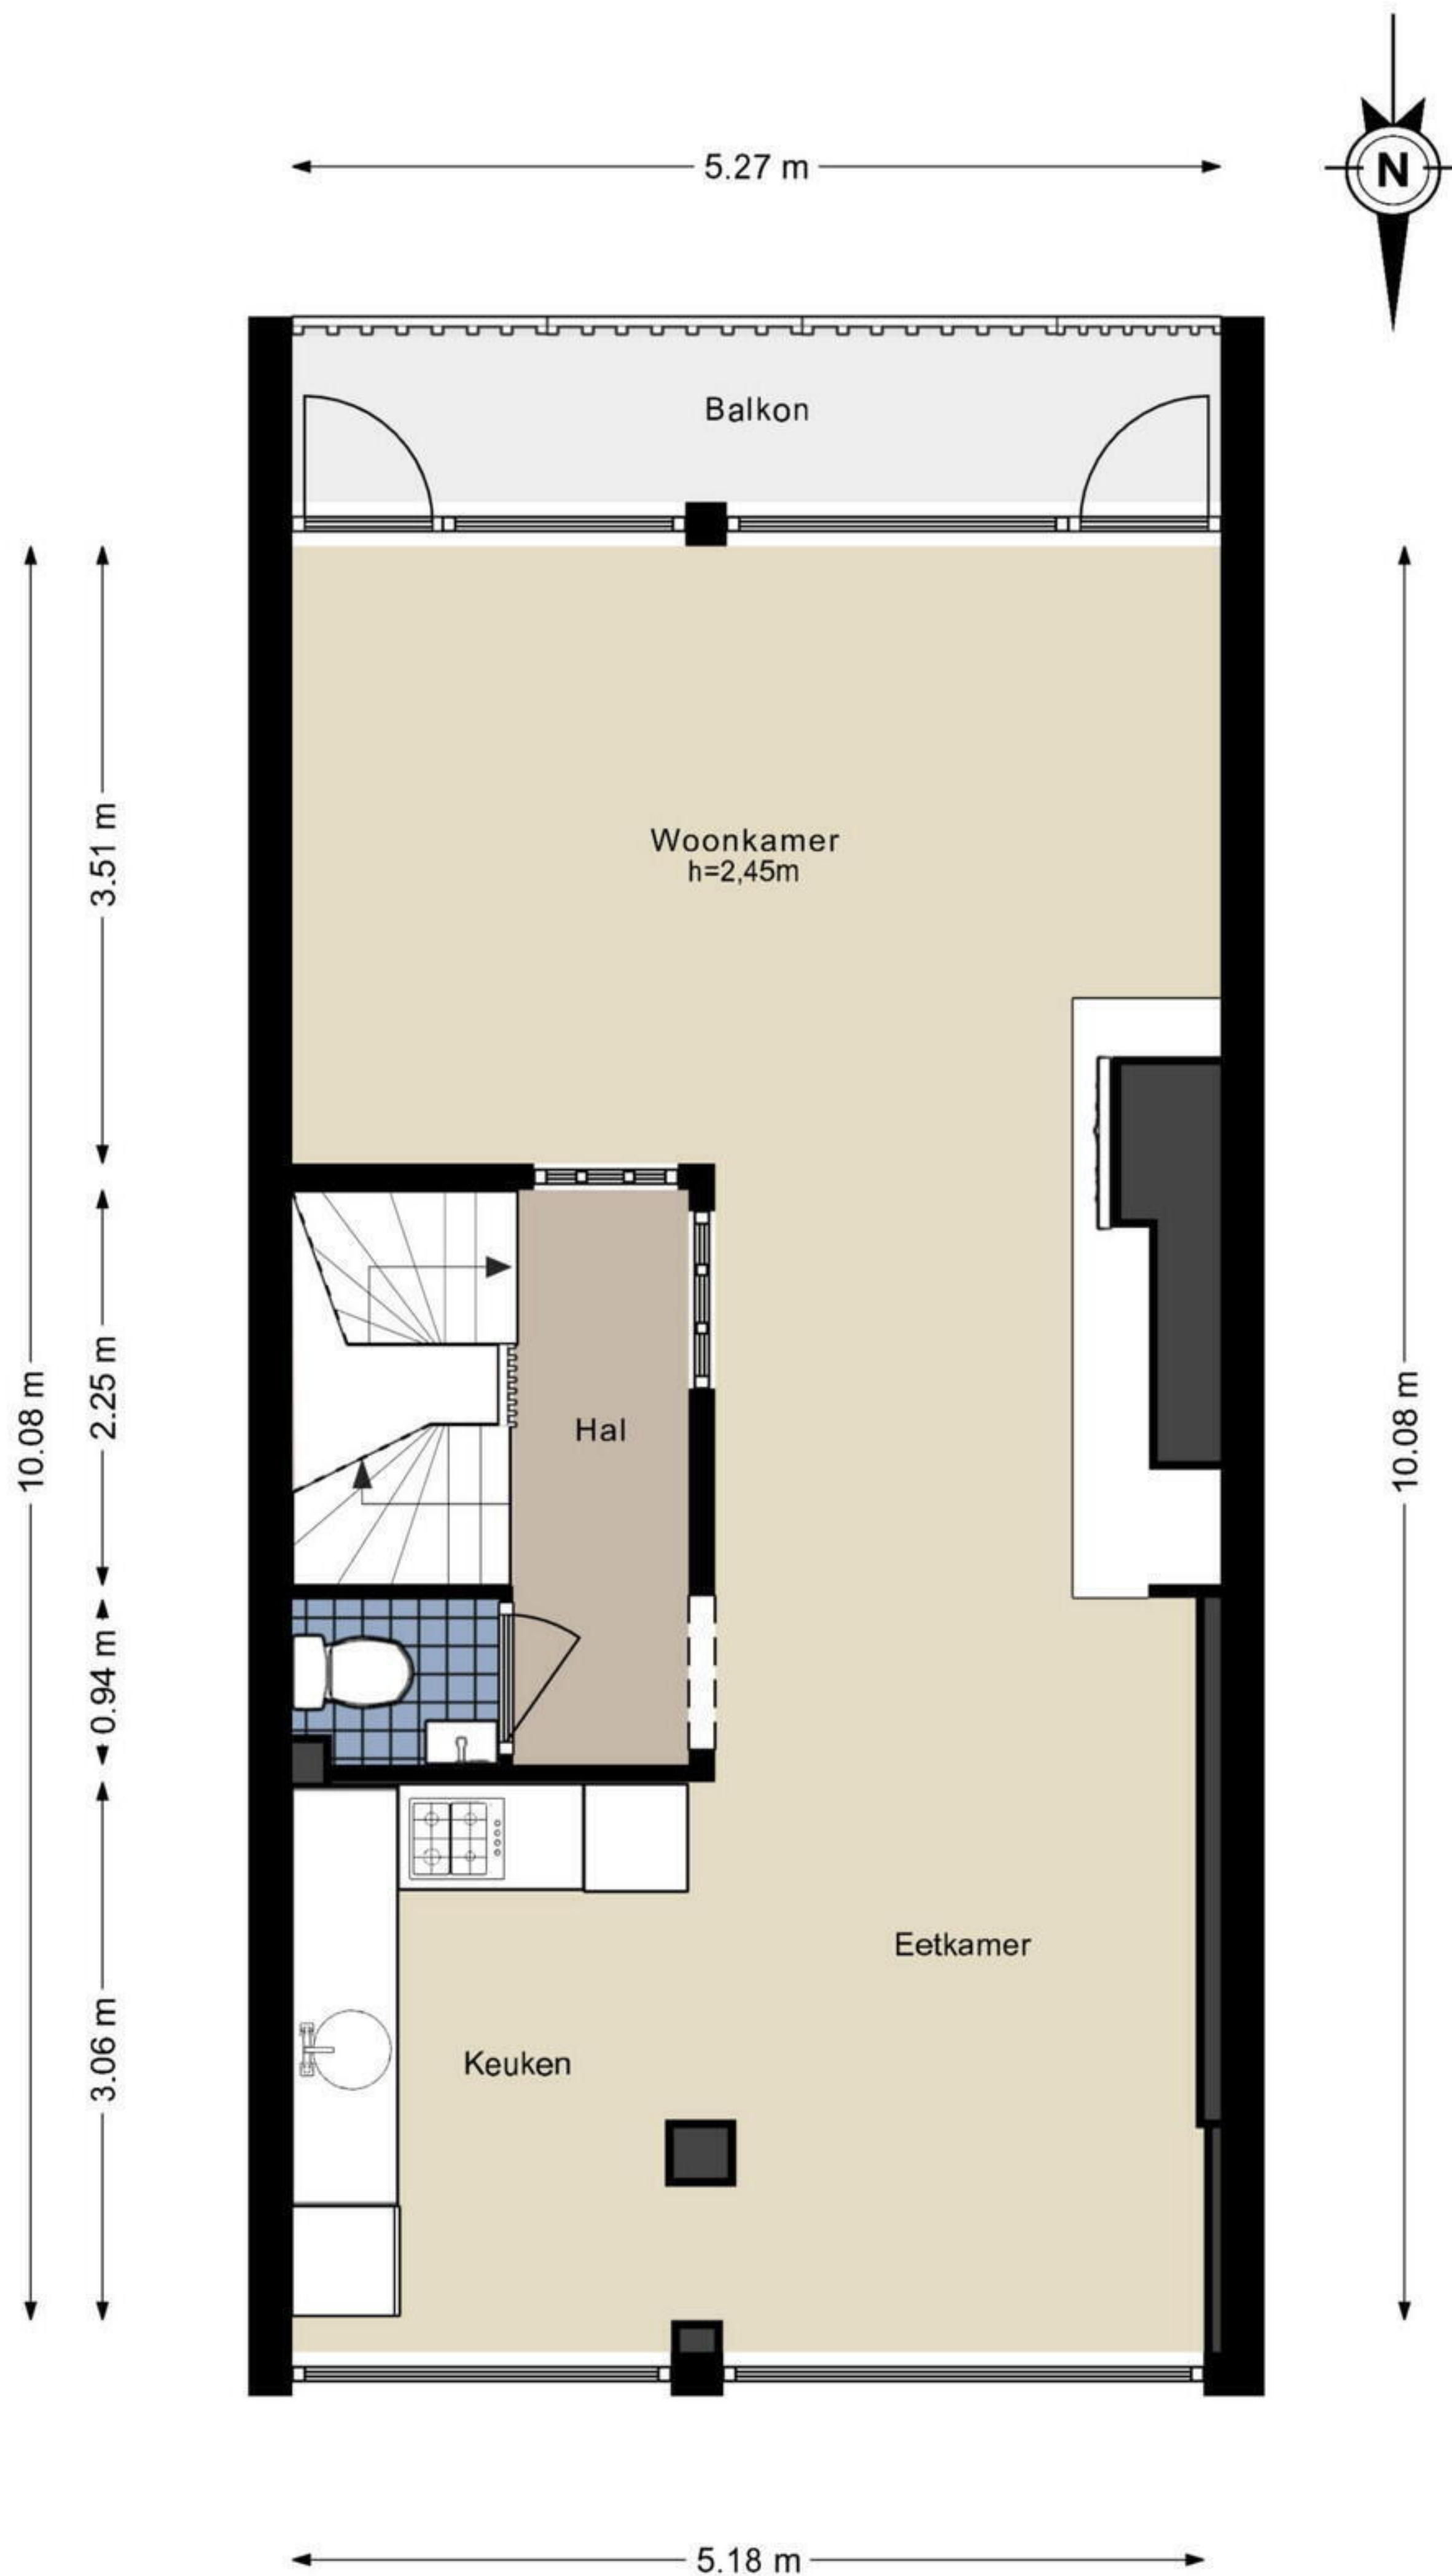 5.27 m
N
Balkon
Woonkamer
h=2,45m
3.51 m
10.08 m
2.25 m
10.08 m
Hal
0.94 m
Eetkamer
Keuken
3.06 m
5.18 m